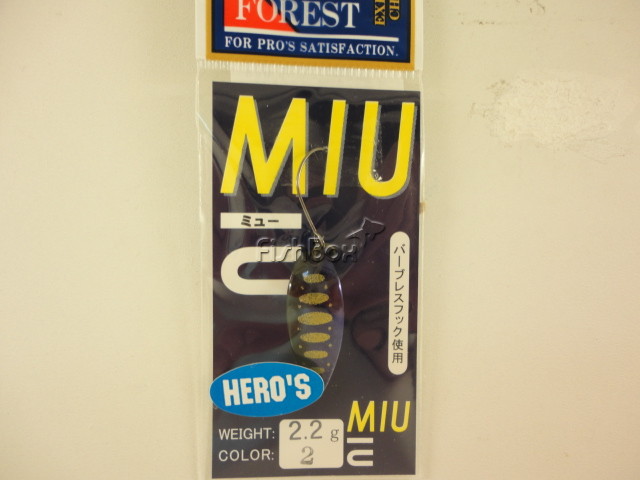 FOREST
FOR PRO'S SATISFACTION.
MIU
ミュー
FishBox
バーブレスフック使用
HERO'S
MIU
WEIGHT: 2.2 g
COLOR: 2